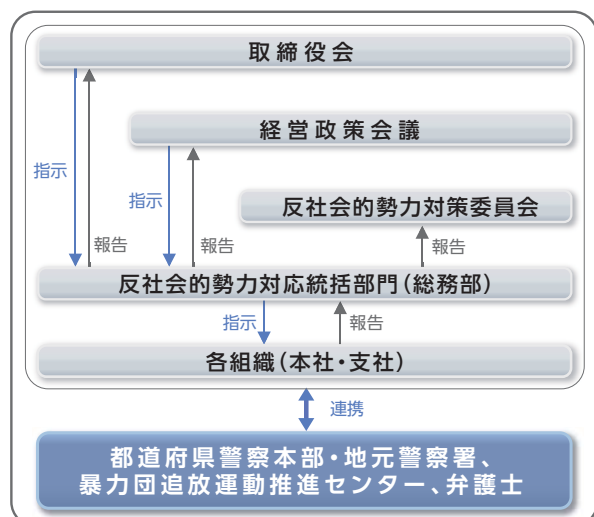 取締役会
経営政策会議
指示
指示
反社会的勢力対策委員会
報告
報告
報告
反社会的勢力対応統括部門(総務部)
指示
報告
各組織(本社・支社)
連携
都道府県警察本部・地元警察署、
暴力団追放運動推進センター、弁護士